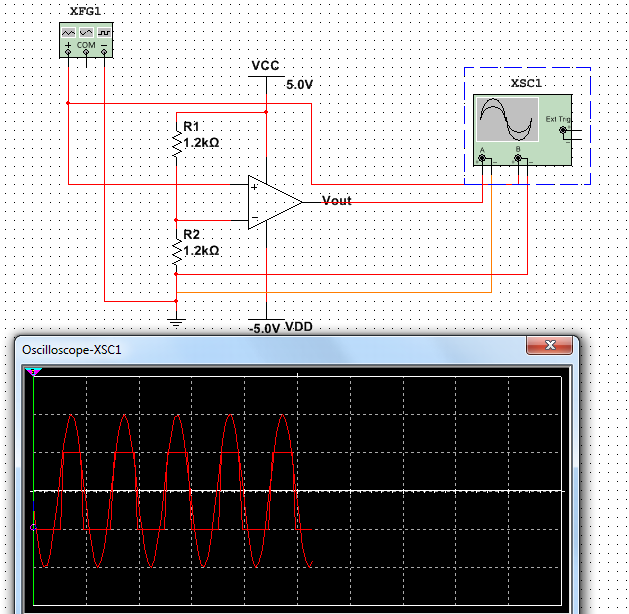 XFG1
+ COM −
VCC
5.0V
XSC1
Ext Trig
+
−
A
B
+ − + −
R1
1.2kΩ
+
Vout
−
R2
1.2kΩ
-5.0V VDD
Oscilloscope-XSC1